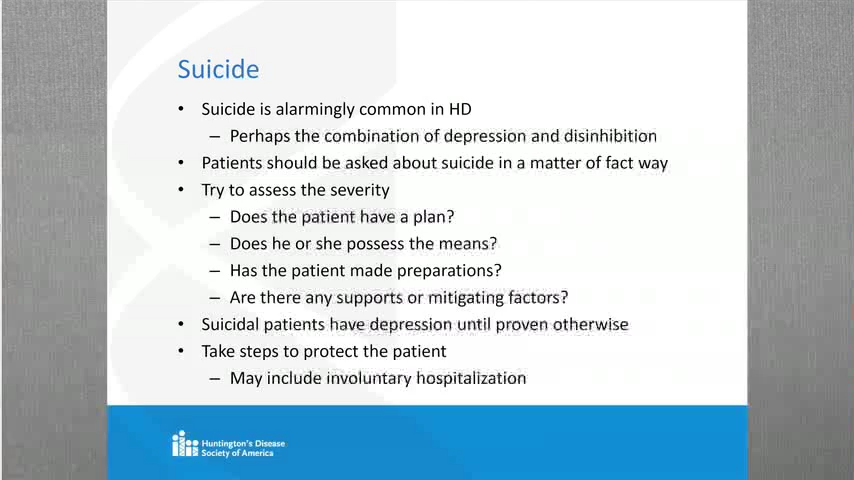 Suicide
• Suicide is alarmingly common in HD
– Perhaps the combination of depression and disinhibition
• Patients should be asked about suicide in a matter of fact way
• Try to assess the severity
– Does the patient have a plan?
– Does he or she possess the means?
– Has the patient made preparations?
– Are there any supports or mitigating factors?
• Suicidal patients have depression until proven otherwise
• Take steps to protect the patient
– May include involuntary hospitalization
Huntington's Disease
Society of America